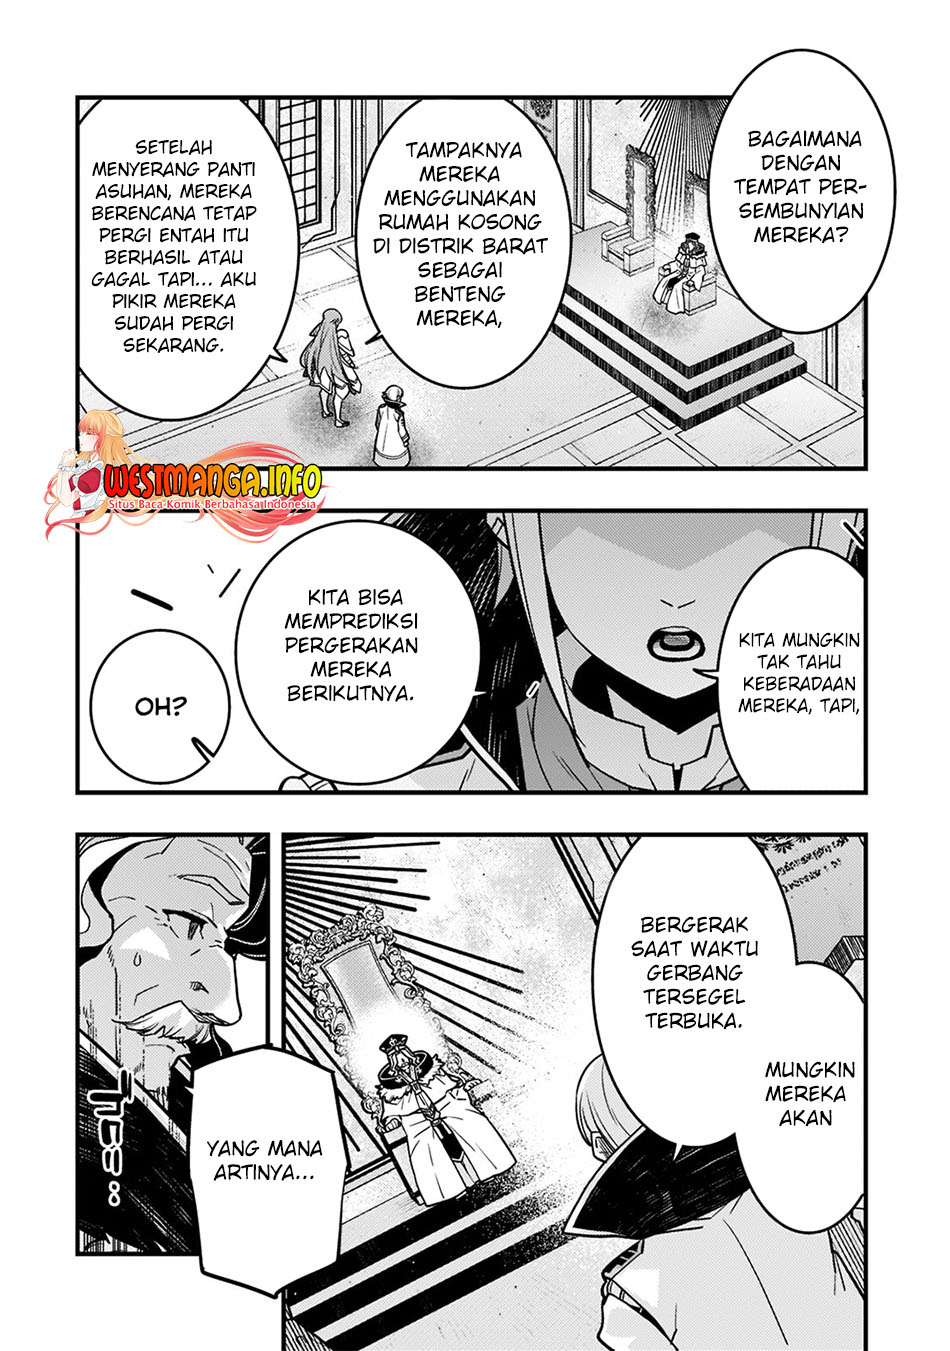 BAGAIMANA
DENGAN
TEMPAT PER-
SEMBUNYIAN
MEREKA?
TAMPAKNYA
MEREKA
MENGGUNAKAN
RUMAH KOSONG
DI DISTRIK BARAT
SEBAGAI
BENTENG
MEREKA,
SETELAH
MENYERANG PANTI
ASUHAN, MEREKA
BERENCANA TETAP
PERGI ENTAH ITU
BERHASIL ATAU
GAGAL TAPI... AKU
PIKIR MEREKA
SUDAH PERGI
SEKARANG.
WESTMANGA.INFO
Situs Baca Komik Berbahasa Indonesia
KITA MUNGKIN
TAK TAHU
KEBERADAAN
MEREKA, TAPI,
KITA BISA
MEMPREDIKSI
PERGERAKAN
MEREKA
BERIKUTNYA.
OH?
MUNGKIN
MEREKA
AKAN
BERGERAK
SAAT WAKTU
GERBANG
TERSEGEL
TERBUKA.
YANG MANA
ARTINYA...